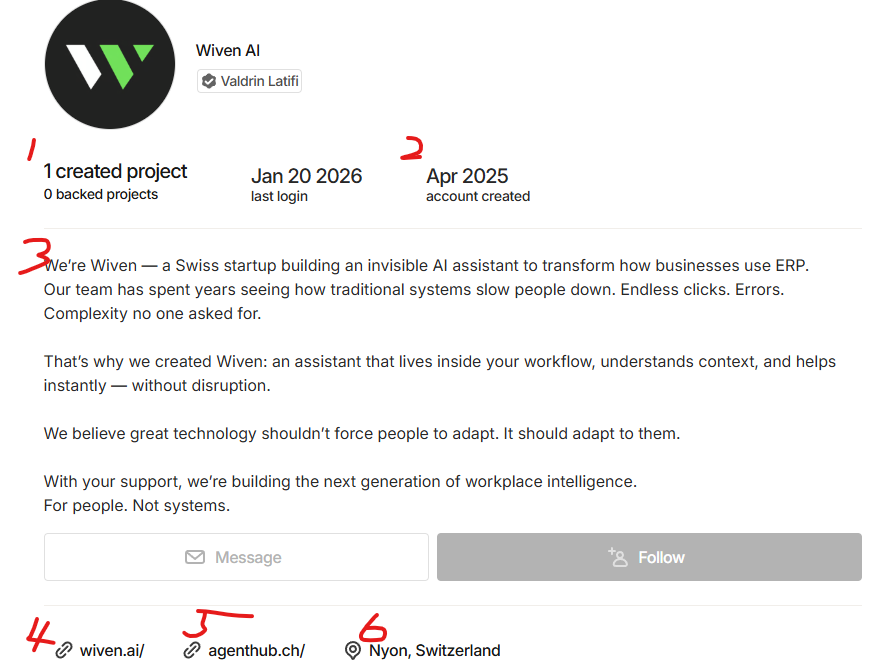 Wiven AI
Valdrin Latifi
1
2
1 created project
Jan 20 2026
Apr 2025
0 backed projects
last login
account created
3
We're Wiven — a Swiss startup building an invisible AI assistant to transform how businesses use ERP.
Our team has spent years seeing how traditional systems slow people down. Endless clicks. Errors.
Complexity no one asked for.
That's why we created Wiven: an assistant that lives inside your workflow, understands context, and helps
instantly — without disruption.
We believe great technology shouldn't force people to adapt. It should adapt to them.
With your support, we're building the next generation of workplace intelligence.
For people. Not systems.
Message
Follow
4
5
6
wiven.ai/
agenthub.ch/
Nyon, Switzerland